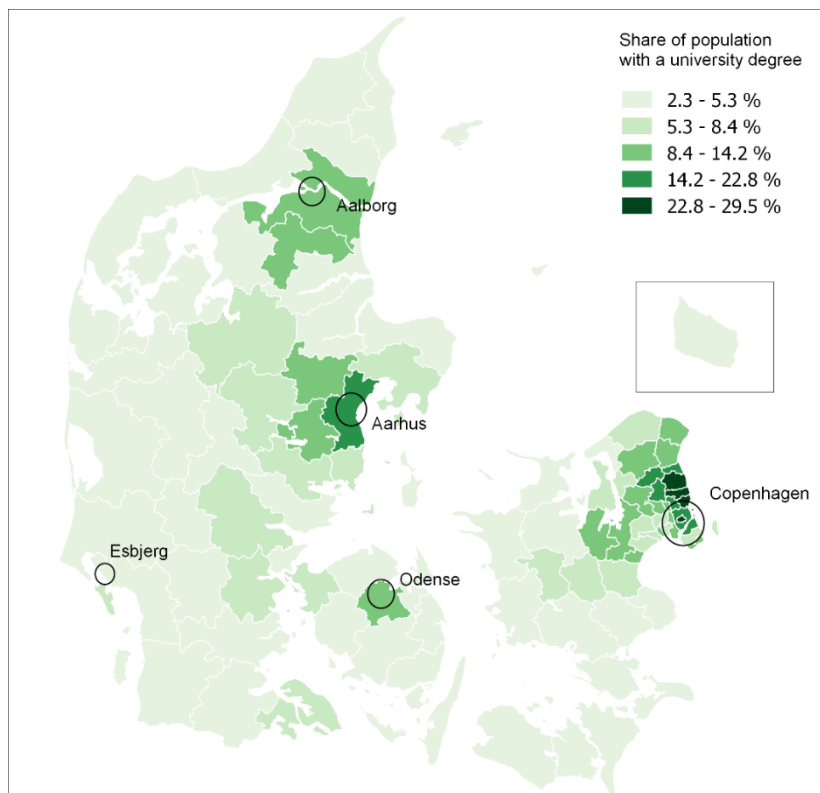 Share of population
with a university degree
2.3 - 5.3 %
5.3 - 8.4 %
8.4 - 14.2 %
14.2 - 22.8 %
22.8 - 29.5 %
Aalborg
Aarhus
Copenhagen
Esbjerg
Odense